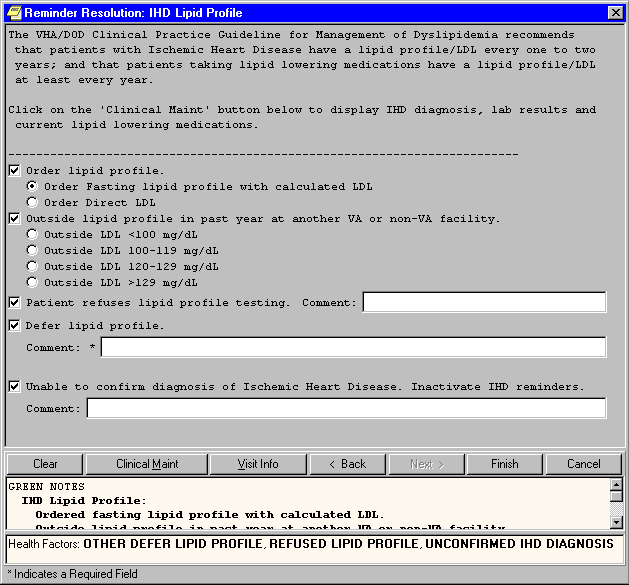 Reminder Resolution: IHD Lipid Profile
The VHA/DOD Clinical Practice Guideline for Management of Dyslipidemia recommends
that patients with Ischemic Heart Disease have a lipid profile/LDL every one to two
years; and that patients taking lipid lowering medications have a lipid profile/LDL
at least every year.
Click on the 'Clinical Maint' button below to display IHD diagnosis, lab results and
current lipid lowering medications.
--------------------------------------------------------------------------
Order lipid profile.
Order Fasting lipid profile with calculated LDL
Order Direct LDL
Outside lipid profile in past year at another VA or non-VA facility.
Outside LDL <100 mg/dL
Outside LDL 100-119 mg/dL
Outside LDL 120-129 mg/dL
Outside LDL >129 mg/dL
Patient refuses lipid profile testing. Comment:
Defer lipid profile.
Comment: *
Unable to confirm diagnosis of Ischemic Heart Disease. Inactivate IHD reminders.
Comment:
Clear Clinical Maint Visit Info < Back Next > Finish Cancel
GREEN NOTES
IHD Lipid Profile:
Ordered fasting lipid profile with calculated LDL.
Outside lipid profile in past year at another VA or non-VA facility.
Health Factors: OTHER DEFER LIPID PROFILE, REFUSED LIPID PROFILE, UNCONFIRMED IHD DIAGNOSIS
* Indicates a Required Field